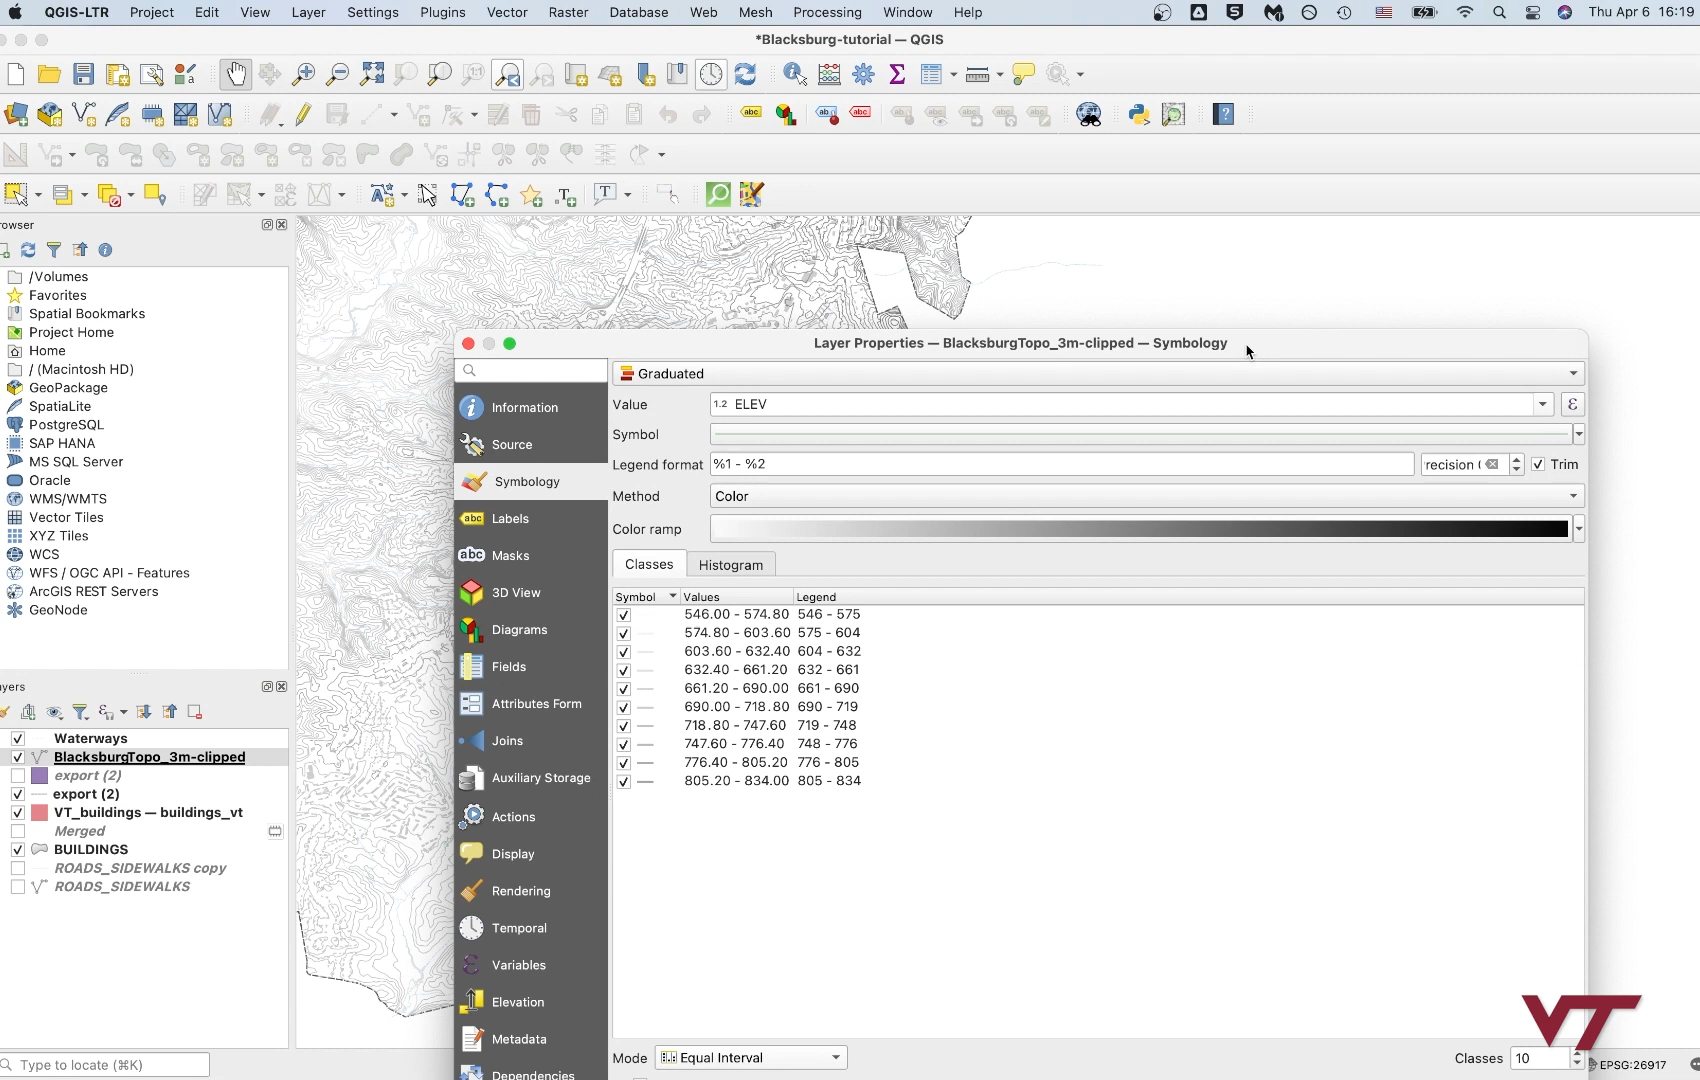 QGIS-LTR Project Edit View Layer Settings Plugins Vector Raster Database Web Mesh Processing Window Help Thu Apr 6 16:19
*Blacksburg-tutorial — QGIS
rowser
/Volumes
Favorites
Spatial Bookmarks
Project Home
Home
/ (Macintosh HD)
GeoPackage
SpatiaLite
PostgreSQL
SAP HANA
MS SQL Server
Oracle
WMS/WMTS
Vector Tiles
XYZ Tiles
WCS
WFS / OGC API - Features
ArcGIS REST Servers
GeoNode
ayers
Waterways
BlacksburgTopo_3m-clipped
export (2)
export (2)
VT_buildings — buildings_vt
Merged
BUILDINGS
ROADS_SIDEWALKS copy
ROADS_SIDEWALKS
Type to locate (⌘K)
Layer Properties — BlacksburgTopo_3m-clipped — Symbology
Information
Source
Symbology
Labels
Masks
3D View
Diagrams
Fields
Attributes Form
Joins
Auxiliary Storage
Actions
Display
Rendering
Temporal
Variables
Elevation
Metadata
Dependencies
Graduated
Value 1.2 ELEV ε
Symbol
Legend format %1 - %2 recision ( Trim
Method Color
Color ramp
Classes Histogram
Symbol Values Legend
546.00 - 574.80 546 - 575
574.80 - 603.60 575 - 604
603.60 - 632.40 604 - 632
632.40 - 661.20 632 - 661
661.20 - 690.00 661 - 690
690.00 - 718.80 690 - 719
718.80 - 747.60 719 - 748
747.60 - 776.40 748 - 776
776.40 - 805.20 776 - 805
805.20 - 834.00 805 - 834
Mode Equal Interval Classes 10
VT
EPSG:26917